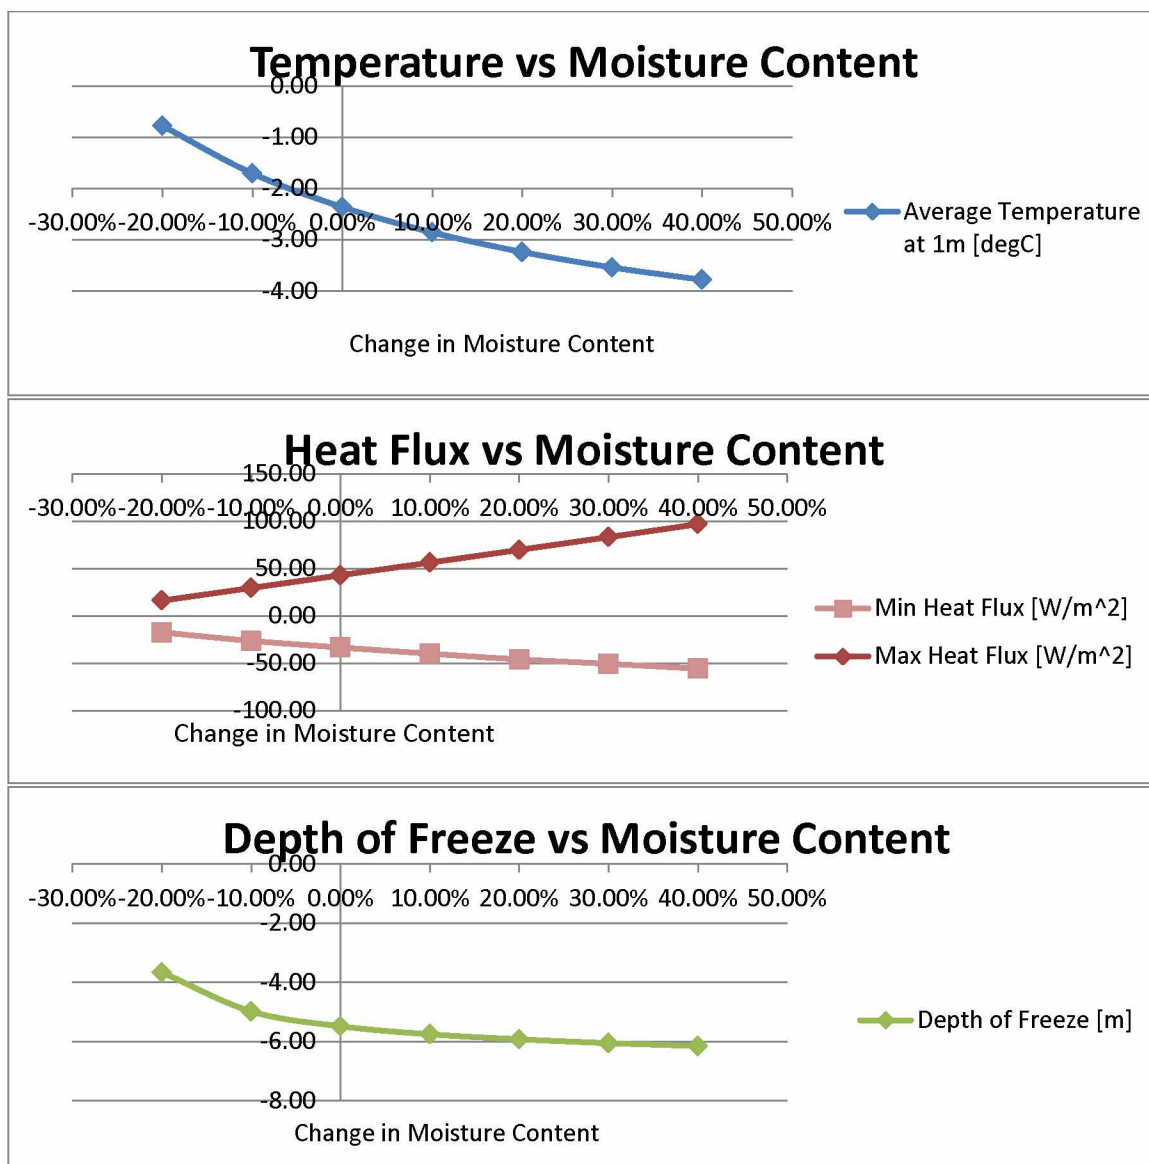 Temperature vs Moisture Content
0.00
-1.00
-2.00
-30.00% -20.00% -10.00% 0.00% 10.00% 20.00% 30.00% 40.00% 50.00%
-3.00
-4.00
Change in Moisture Content
Average Temperature
at 1m [degC]
Heat Flux vs Moisture Content
150.00
-30.00% -20.00% -10.00% 0.00% 10.00% 20.00% 30.00% 40.00% 50.00%
100.00
50.00
0.00
-50.00
-100.00
Change in Moisture Content
Min Heat Flux [W/m^2]
Max Heat Flux [W/m^2]
Depth of Freeze vs Moisture Content
0.00
-30.00% -20.00% -10.00% 0.00% 10.00% 20.00% 30.00% 40.00% 50.00%
-2.00
-4.00
-6.00
-8.00
Change in Moisture Content
Depth of Freeze [m]